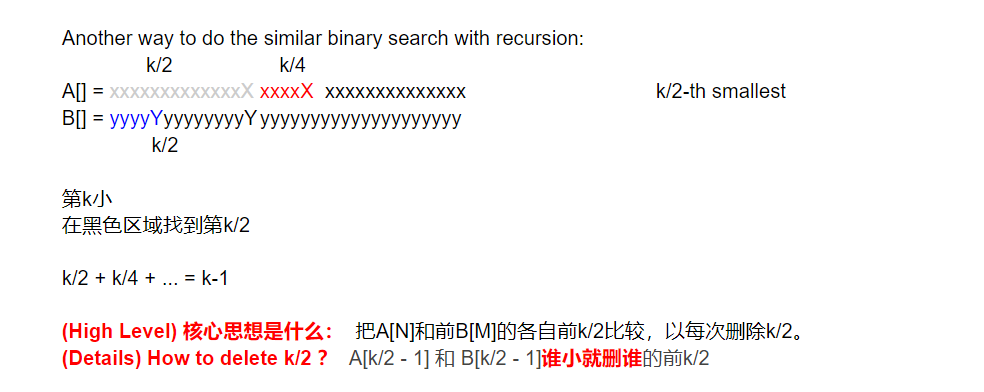 Another way to do the similar binary search with recursion:
k/2 k/4
A[] = xxxxxxxxxxxxxX xxxxX xxxxxxxxxxxxxx k/2-th smallest
B[] = yyyyYyyyyyyyyY yyyyyyyyyyyyyyyyyyyyy
k/2
第k小
在黑色区域找到第k/2
k/2 + k/4 + ... = k-1
(High Level) 核心思想是什么： 把A[N]和前B[M]的各自前k/2比较，以每次删除k/2。
(Details) How to delete k/2 ? A[k/2 - 1] 和 B[k/2 - 1]谁小就删谁的前k/2